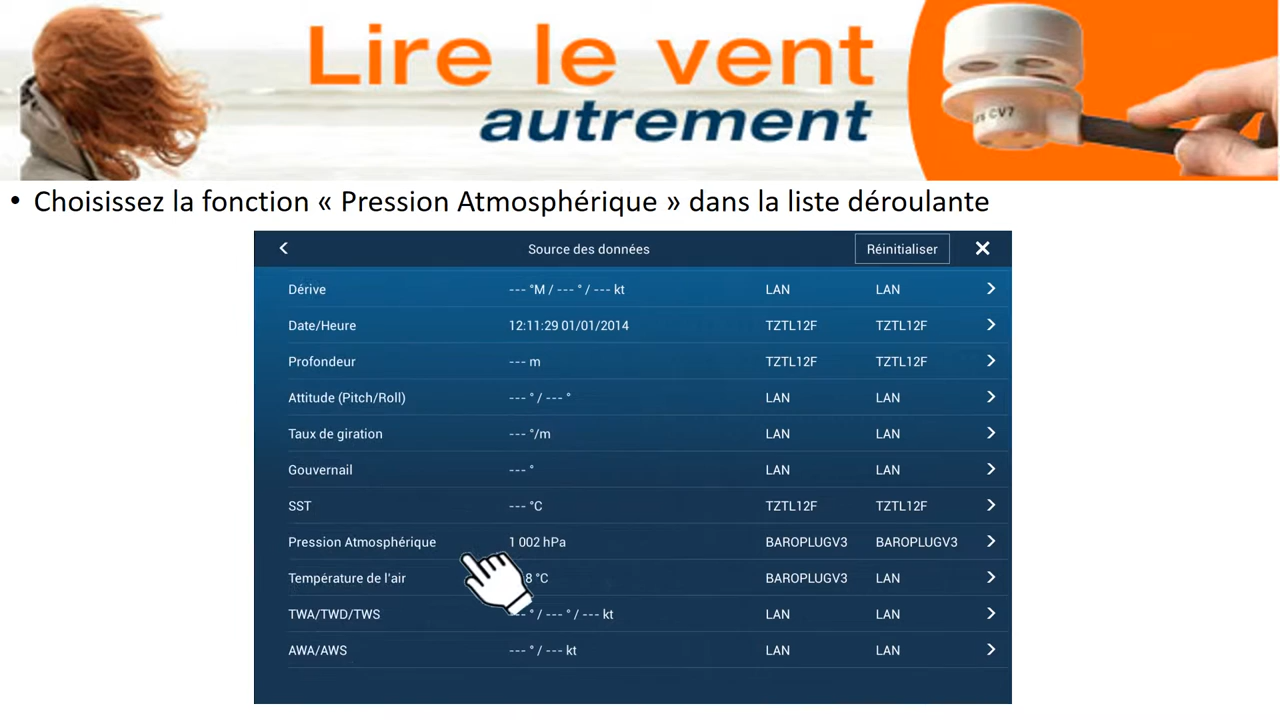 Lire le vent
autrement
CV7
• Choisissez la fonction « Pression Atmosphérique » dans la liste déroulante
Source des données Réinitialiser
Dérive --- °M / --- ° / --- kt LAN LAN
Date/Heure 12:11:29 01/01/2014 TZTL12F TZTL12F
Profondeur --- m TZTL12F TZTL12F
Attitude (Pitch/Roll) --- ° / --- ° LAN LAN
Taux de giration --- °/m LAN LAN
Gouvernail --- ° LAN LAN
SST --- °C TZTL12F TZTL12F
Pression Atmosphérique 1 002 hPa BAROPLUGV3 BAROPLUGV3
Température de l'air 8 °C BAROPLUGV3 LAN
TWA/TWD/TWS --- ° / --- ° / --- kt LAN LAN
AWA/AWS --- ° / --- kt LAN LAN